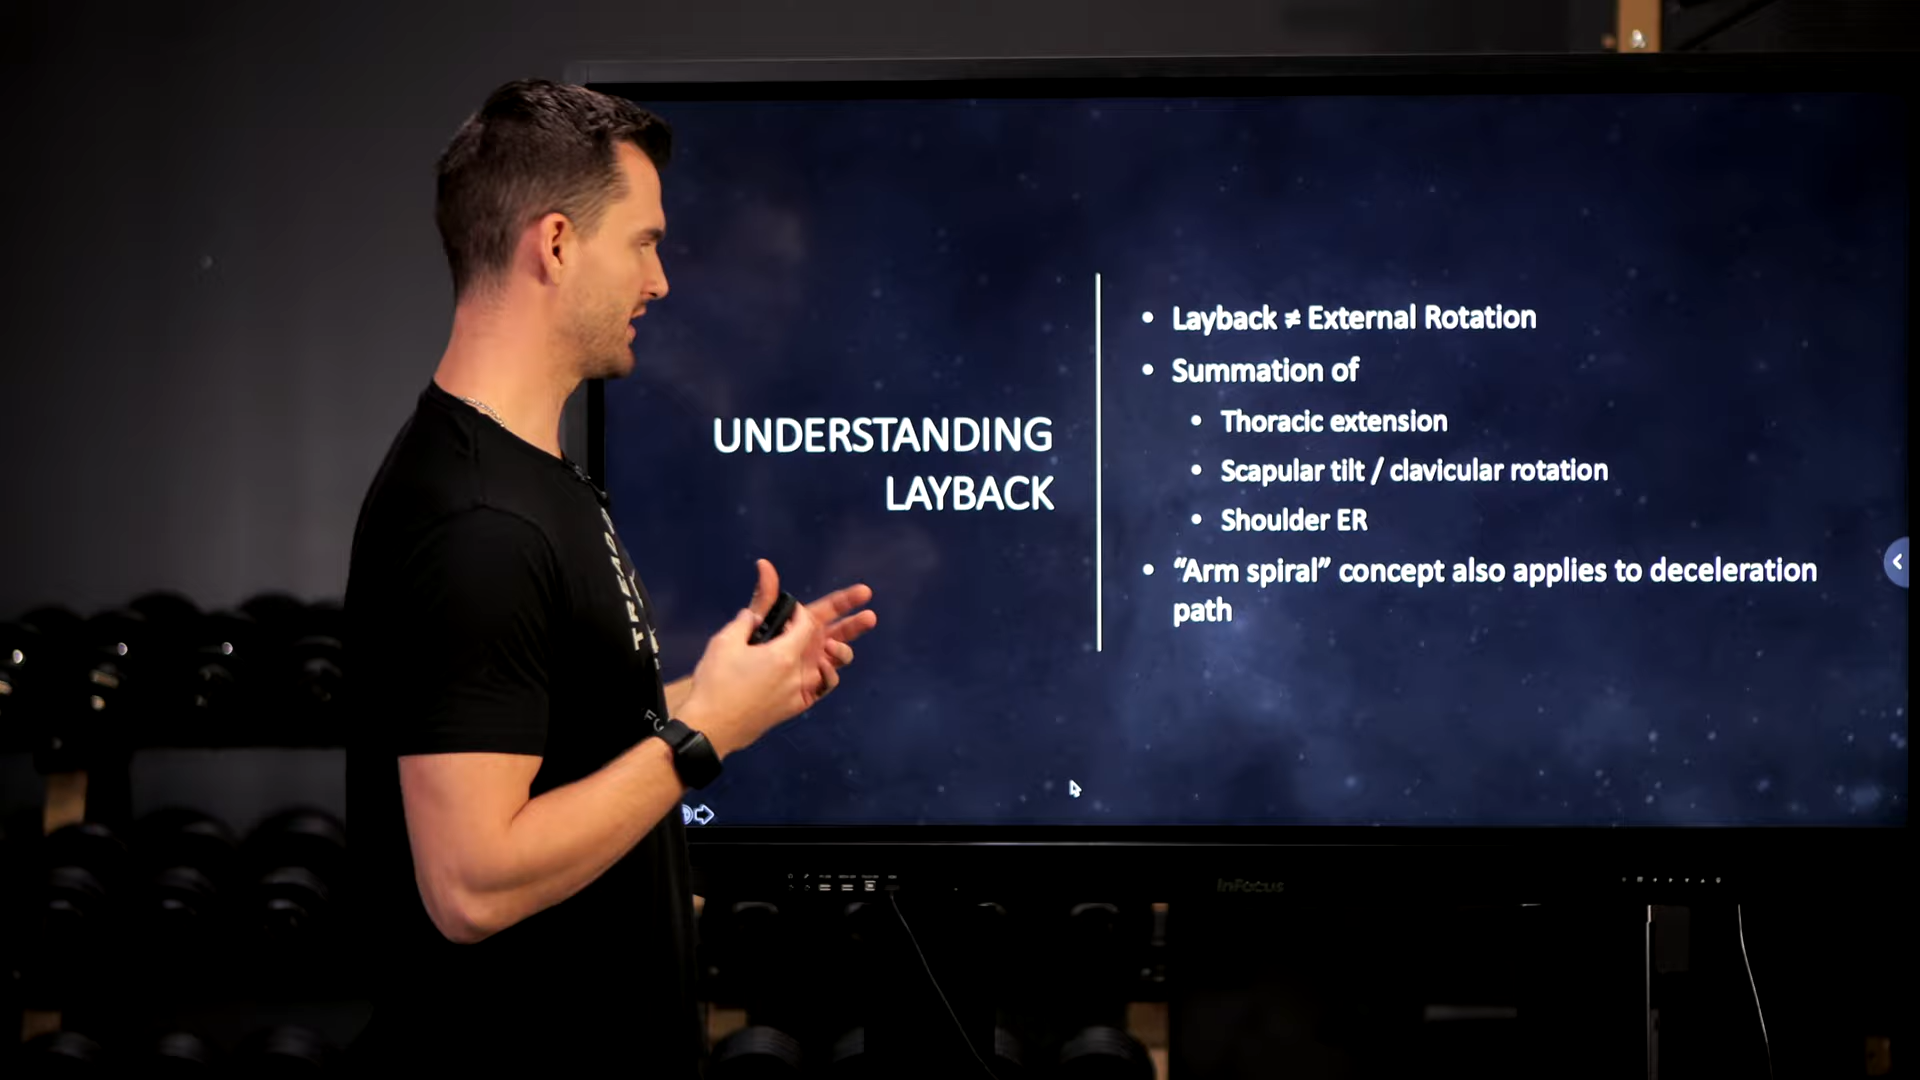 UNDERSTANDING
LAYBACK
• Layback ≠ External Rotation
• Summation of
• Thoracic extension
• Scapular tilt / clavicular rotation
• Shoulder ER
• “Arm spiral” concept also applies to deceleration
path
InFocus